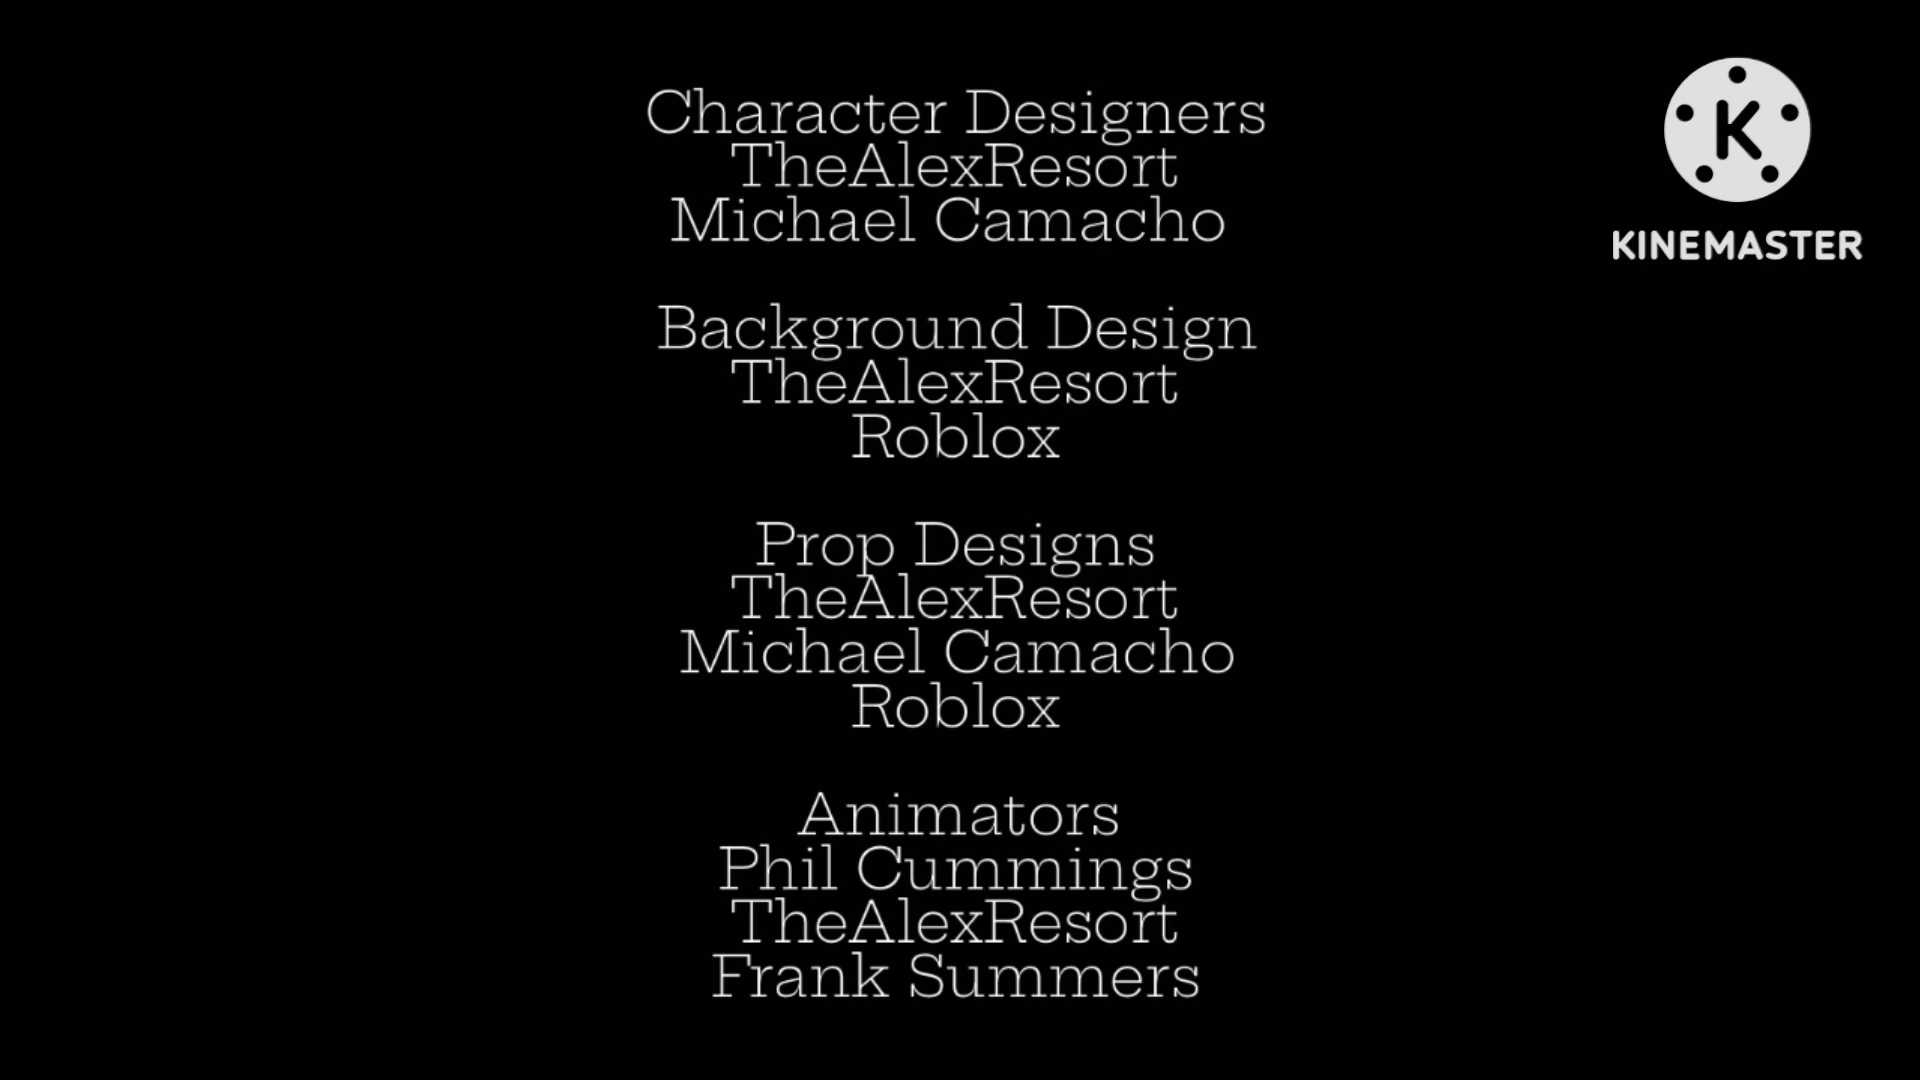 Character Designers
TheAlexResort
Michael Camacho
Background Design
TheAlexResort
Roblox
Prop Designs
TheAlexResort
Michael Camacho
Roblox
Animators
Phil Cummings
TheAlexResort
Frank Summers
K
KINEMASTER